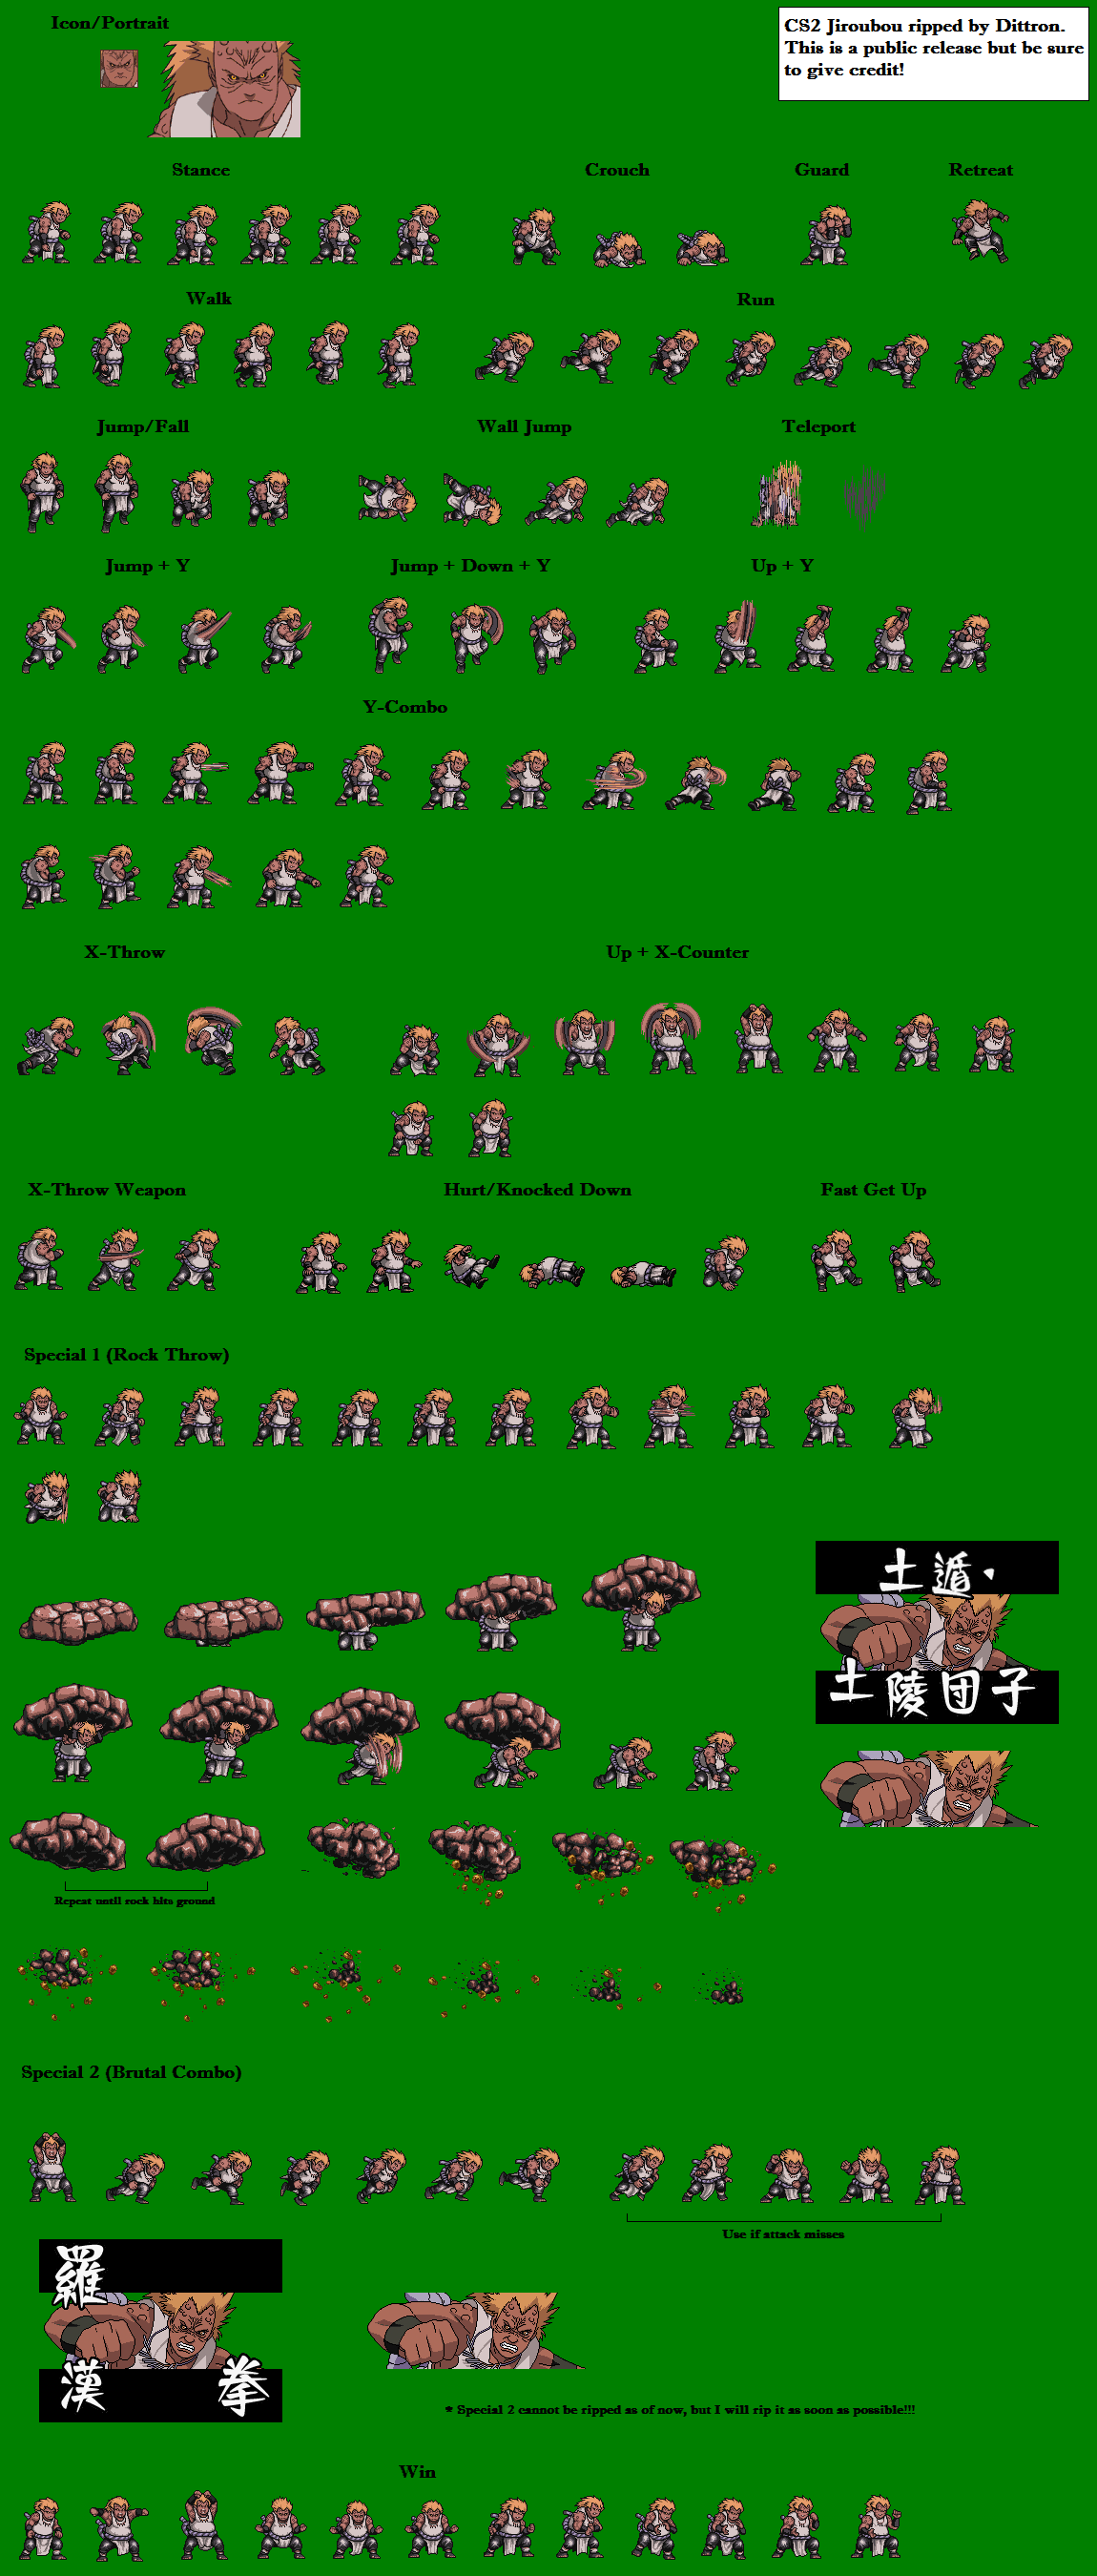 Icon/Portrait
CS2 Jiroubou ripped by Dittron.
This is a public release but be sure
to give credit!
Stance
Crouch
Guard
Retreat
Walk
Run
Jump/Fall
Wall Jump
Teleport
Jump + Y
Jump + Down + Y
Up + Y
Y-Combo
X-Throw
Up + X-Counter
X-Throw Weapon
Hurt/Knocked Down
Fast Get Up
Special 1 (Rock Throw)
土遁·
土陵団子
Repeat until rock hits ground
Special 2 (Brutal Combo)
Use if attack misses
羅
漢 拳
* Special 2 cannot be ripped as of now, but I will rip it as soon as possible!!!
Win